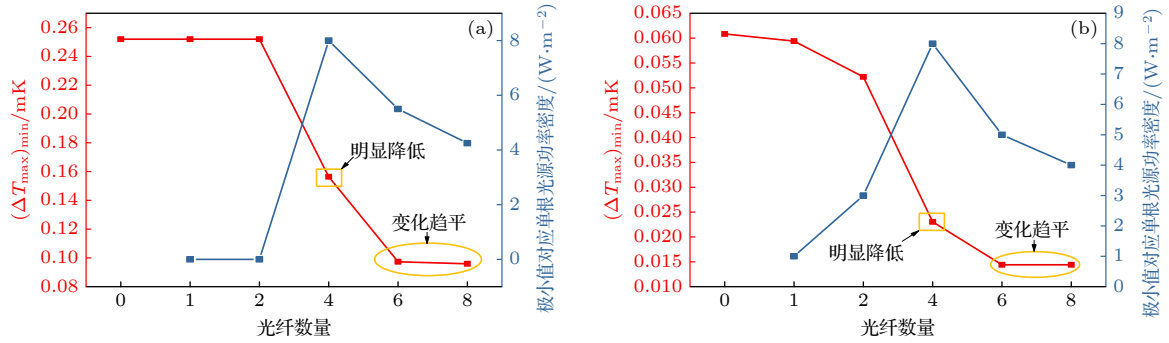 (a)
0.26
0.24
0.22
0.20
0.18
0.16
0.14
0.12
0.10
0.08
(ΔT_max)_min/mK
8
6
4
2
0
极小值对应单根光源功率密度/(W·m⁻²)
明显降低
变化趋平
0 1 2 4 6 8
光纤数量
(b)
0.065
0.060
0.055
0.050
0.045
0.040
0.035
0.030
0.025
0.020
0.015
0.010
(ΔT_max)_min/mK
9
8
7
6
5
4
3
2
1
0
极小值对应单根光源功率密度/(W·m⁻²)
明显降低
变化趋平
0 1 2 4 6 8
光纤数量